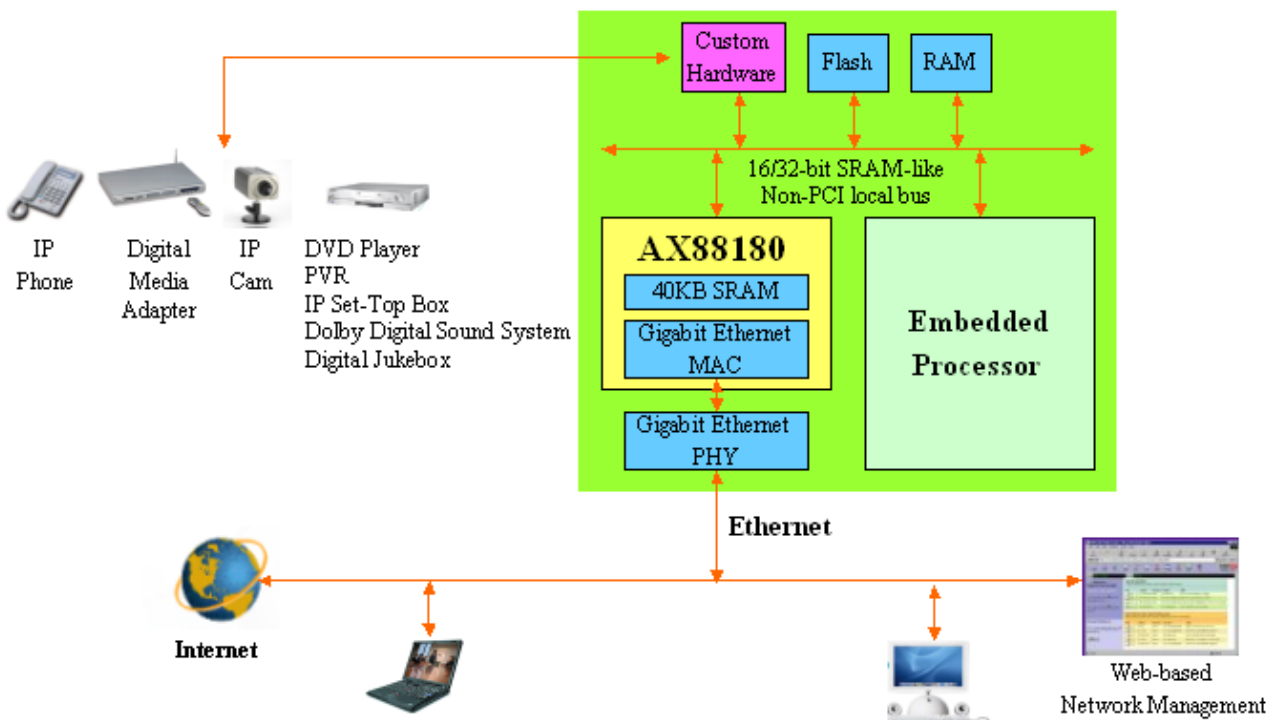 Custom
Hardware
Flash
RAM
16/32-bit SRAM-like
Non-PCI local bus
AX88180
40KB SRAM
Gigabit Ethernet
MAC
Gigabit Ethernet
PHY
Embedded
Processor
IP
Phone
Digital
Media
Adapter
IP
Cam
DVD Player
PVR
IP Set-Top Box
Dolby Digital Sound System
Digital Jukebox
Ethernet
Internet
Web-based
Network Management